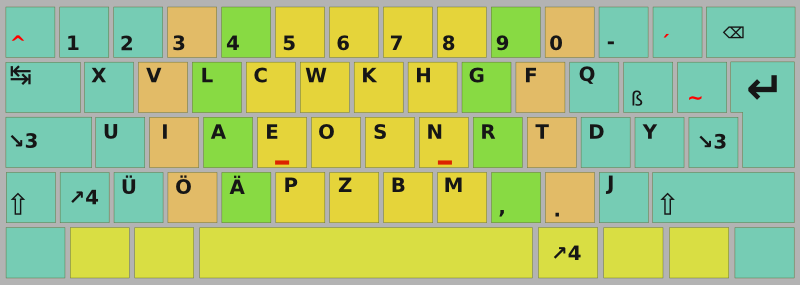 ^ 1 2 3 4 5 6 7 8 9 0 - ´ ⌫
↹ X V L C W K H G F Q ß ~ ↵
↘3 U I A E O S N R T D Y ↘3
⇧ ↗4 Ü Ö Ä P Z B M , . J ⇧
↗4